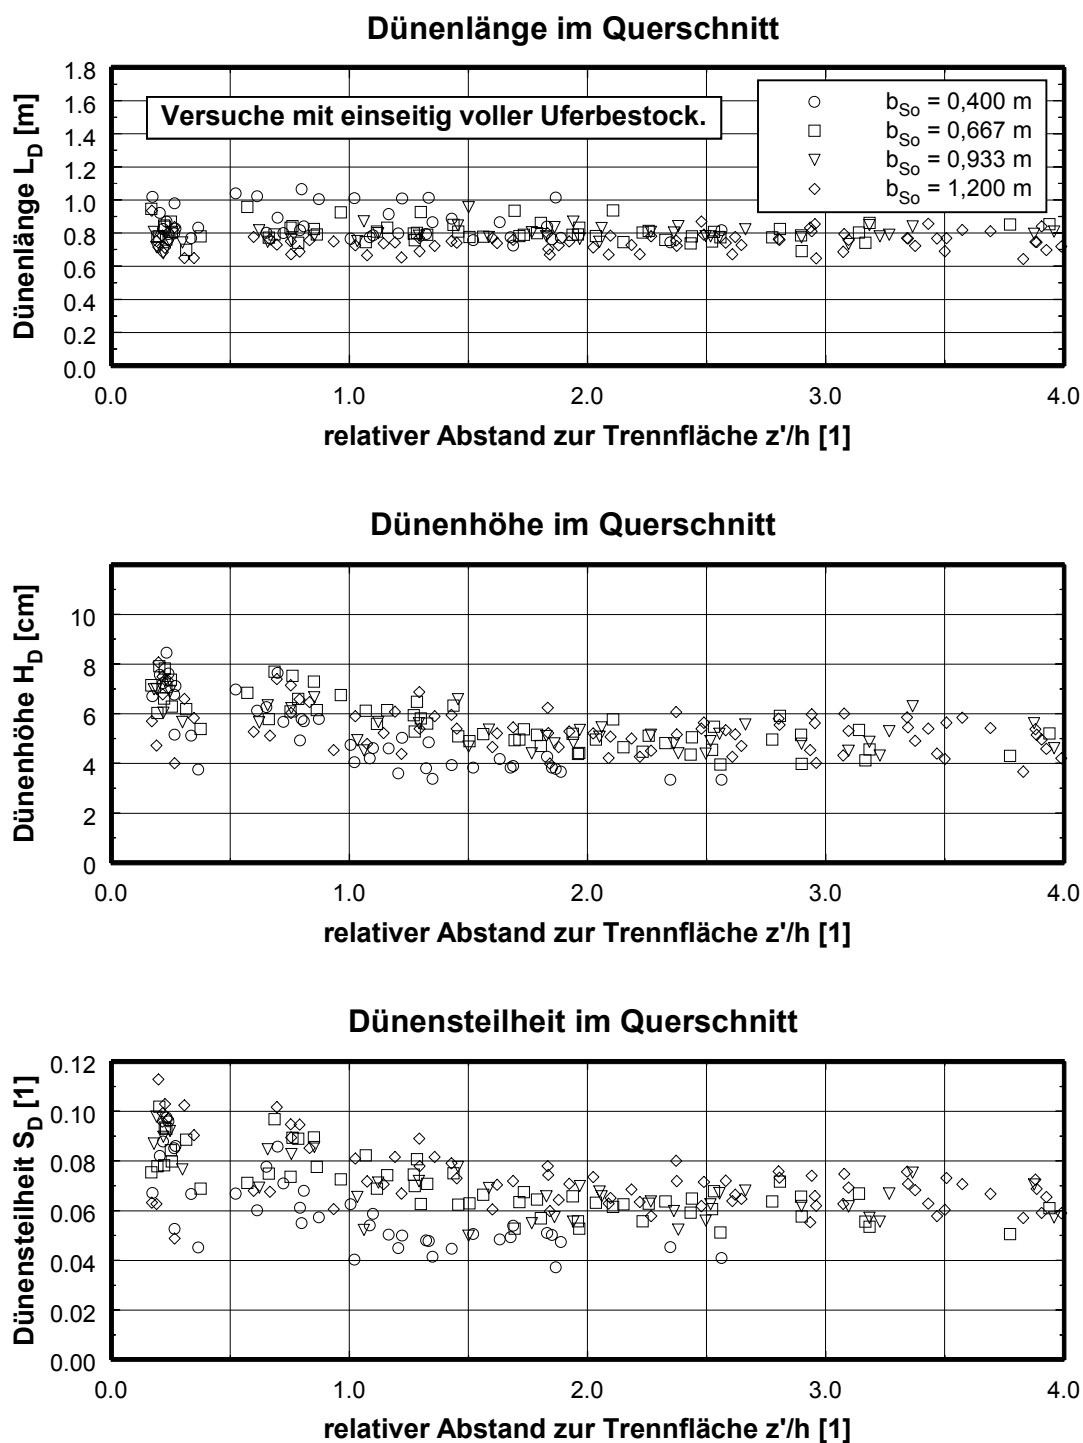 Dünenlänge im Querschnitt
Dünenlänge L_D [m]
1.8
1.6
1.4
1.2
1.0
0.8
0.6
0.4
0.2
0.0
Versuche mit einseitig voller Uferbestock.
b_So = 0,400 m
b_So = 0,667 m
b_So = 0,933 m
b_So = 1,200 m
0.0 1.0 2.0 3.0 4.0
relativer Abstand zur Trennfläche z'/h [1]
Dünenhöhe im Querschnitt
Dünenhöhe H_D [cm]
10
8
6
4
2
0
0.0 1.0 2.0 3.0 4.0
relativer Abstand zur Trennfläche z'/h [1]
Dünensteilheit im Querschnitt
Dünensteilheit S_D [1]
0.12
0.10
0.08
0.06
0.04
0.02
0.00
0.0 1.0 2.0 3.0 4.0
relativer Abstand zur Trennfläche z'/h [1]